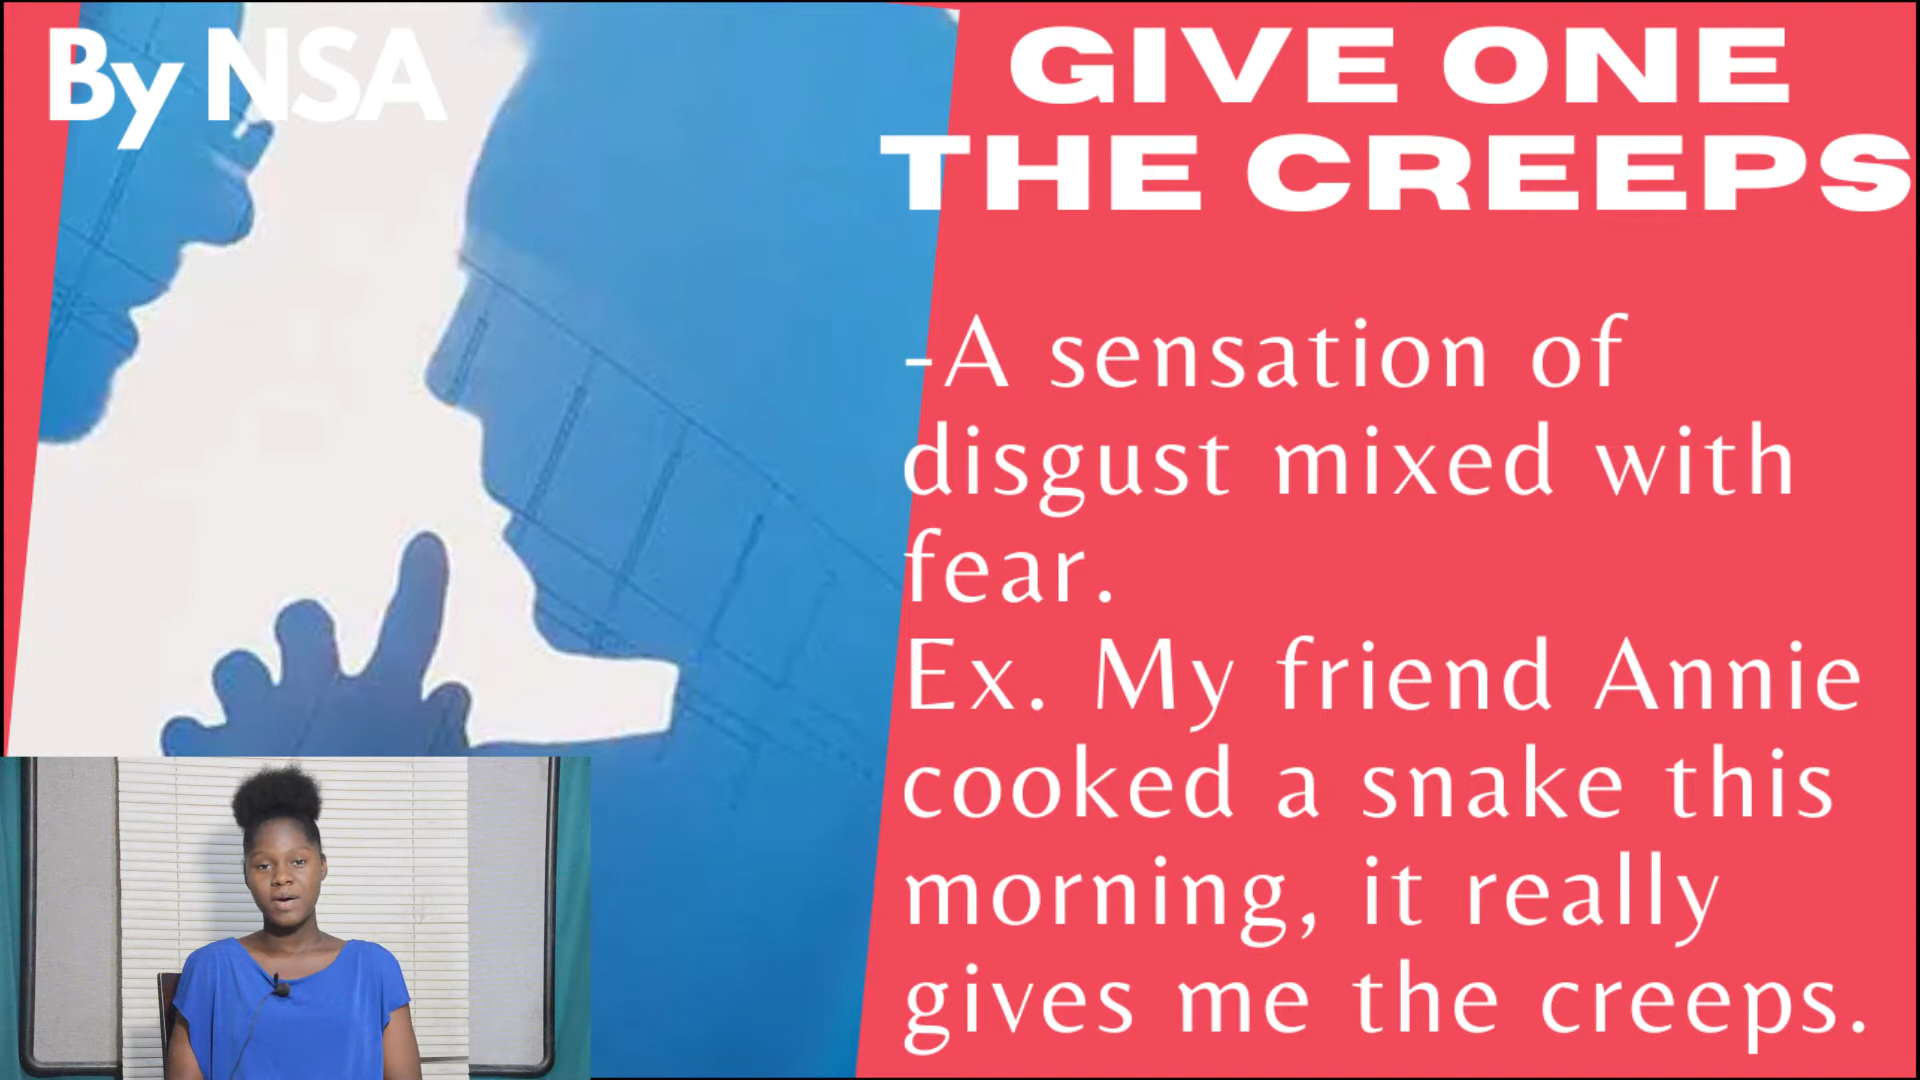 By NSA
GIVE ONE
THE CREEPS
-A sensation of
disgust mixed with
fear.
Ex. My friend Annie
cooked a snake this
morning, it really
gives me the creeps.